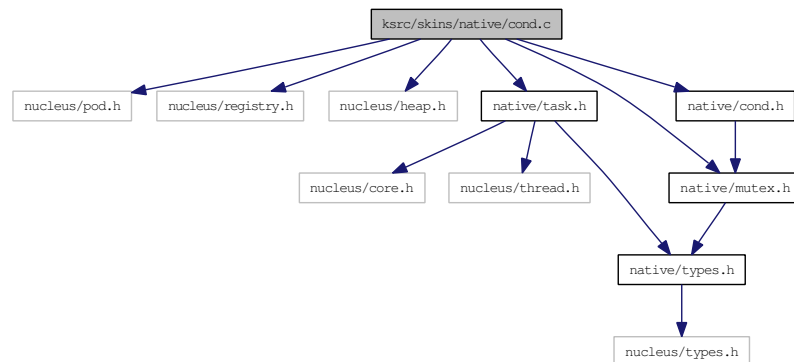 ksrc/skins/native/cond.c
nucleus/pod.h
nucleus/registry.h
nucleus/heap.h
native/task.h
native/cond.h
nucleus/core.h
nucleus/thread.h
native/mutex.h
native/types.h
nucleus/types.h